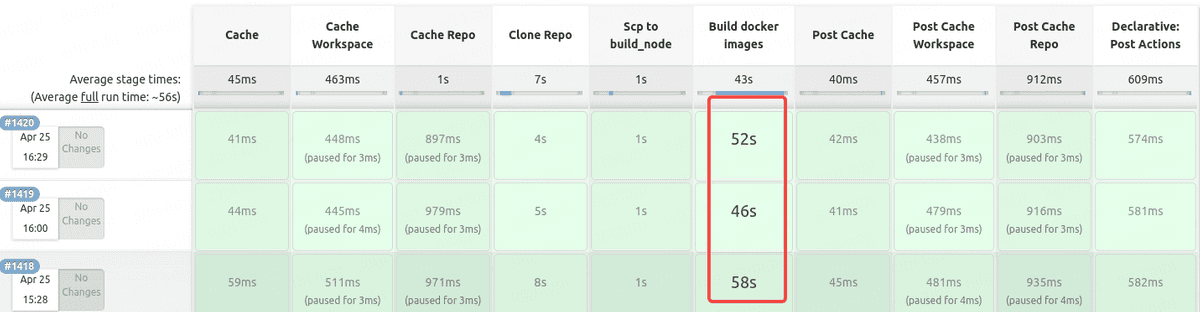 Cache
Cache Workspace
Cache Repo
Clone Repo
Scp to build_node
Build docker images
Post Cache
Post Cache Workspace
Post Cache Repo
Declarative: Post Actions
Average stage times:
(Average full run time: ~56s)
45ms
463ms
1s
7s
1s
43s
40ms
457ms
912ms
609ms
#1420
Apr 25
16:29
No Changes
41ms
448ms
(paused for 3ms)
897ms
(paused for 3ms)
4s
1s
52s
42ms
438ms
(paused for 3ms)
903ms
(paused for 3ms)
574ms
#1419
Apr 25
16:00
No Changes
44ms
445ms
(paused for 4ms)
979ms
(paused for 3ms)
5s
1s
46s
41ms
479ms
(paused for 3ms)
916ms
(paused for 3ms)
581ms
#1418
Apr 25
15:28
No Changes
59ms
511ms
(paused for 3ms)
971ms
(paused for 3ms)
8s
1s
58s
45ms
481ms
(paused for 4ms)
935ms
(paused for 4ms)
582ms